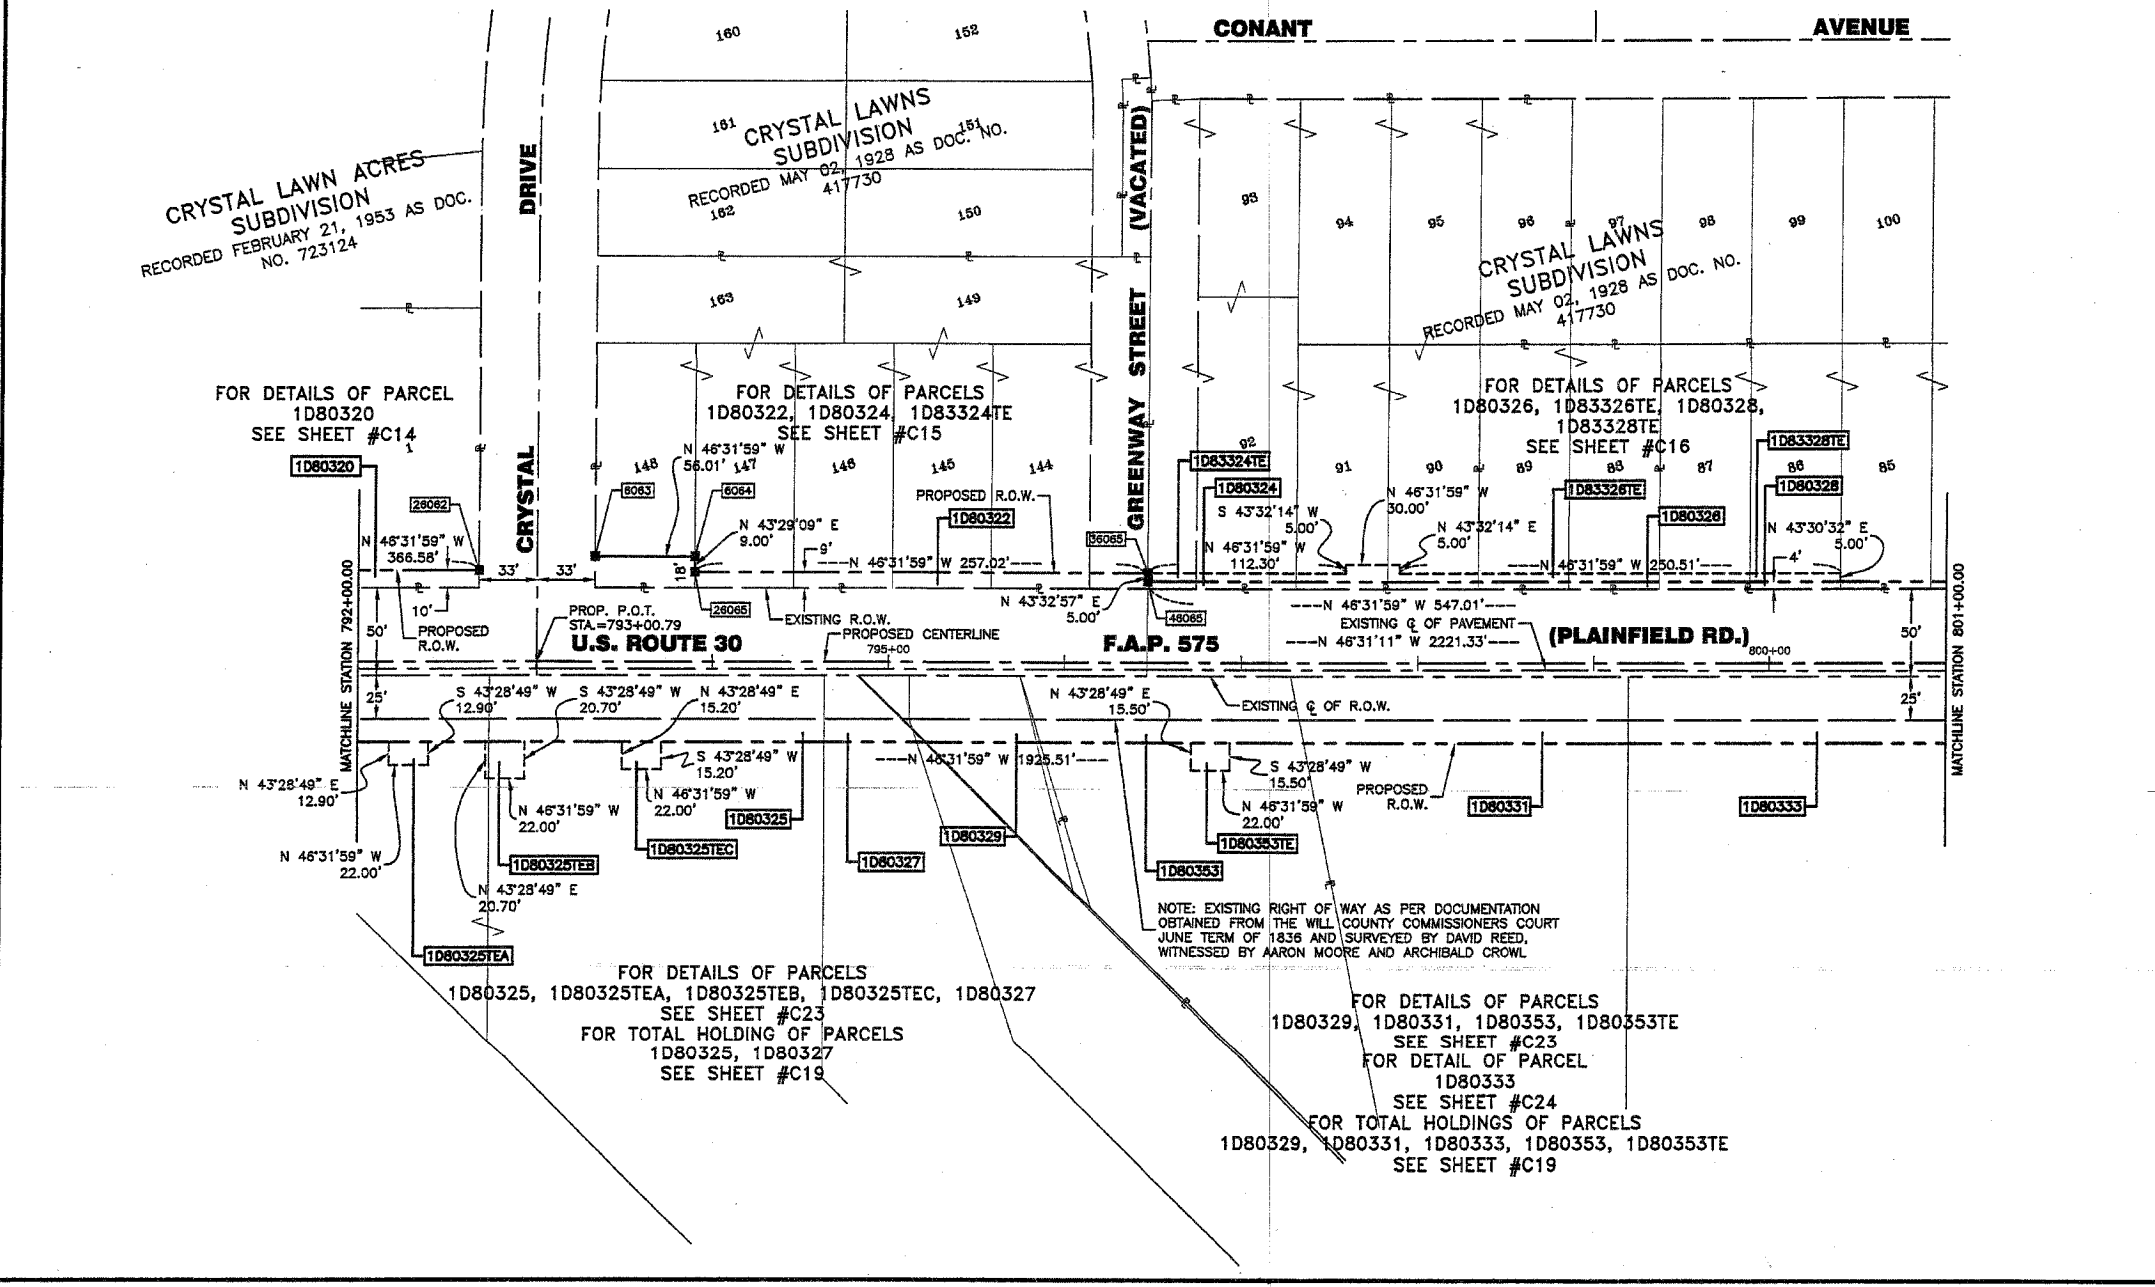 CONANT AVENUE
160
152
161
CRYSTAL LAWNS
SUBDIVISION
151
RECORDED MAY 02, 1928 AS DOC. NO.
417730
162
150
163
149
CRYSTAL LAWN ACRES
SUBDIVISION
RECORDED FEBRUARY 21, 1953 AS DOC.
NO. 723124
CRYSTAL DRIVE
GREENWAY STREET (VACATED)
93
94
95
96
97
98
99
100
CRYSTAL LAWNS
SUBDIVISION
RECORDED MAY 02, 1928 AS DOC. NO.
417730
FOR DETAILS OF PARCEL
1D80320
SEE SHEET #C14
1
1D80320
FOR DETAILS OF PARCELS
1D80322, 1D80324, 1D83324TE
SEE SHEET #C15
FOR DETAILS OF PARCELS
1D80326, 1D83326TE, 1D80328,
1D83328TE
SEE SHEET #C16
148
147
146
145
144
92
91
90
89
88
87
86
85
N 46°31'59" W
56.01'
26062
6063
6064
PROPOSED R.O.W.
1D80322
1D83324TE
1D80324
1D83326TE
1D80326
1D83328TE
1D80328
N 46°31'59" W
366.58'
33'
33'
N 43°29'09" E
9.00'
9'
18'
N 46°31'59" W 257.02'
36065
S 43°32'14" W
5.00'
N 46°31'59" W
30.00'
N 43°32'14" E
5.00'
N 46°31'59" W
112.30'
N 46°31'59" W 250.51'
N 43°30'32" E
5.00'
4'
10'
PROPOSED
R.O.W.
50'
25'
MATCHLINE STATION 792+00.00
PROP. P.O.T.
STA.=793+00.79
26065
EXISTING R.O.W.
N 43°32'57" E
5.00'
46065
N 46°31'59" W 547.01'
EXISTING ℄ OF PAVEMENT
N 46°31'11" W 2221.33'
U.S. ROUTE 30
PROPOSED CENTERLINE
795+00
F.A.P. 575
(PLAINFIELD RD.)
800+00
50'
25'
MATCHLINE STATION 801+00.00
S 43°28'49" W
12.90'
S 43°28'49" W
20.70'
N 43°28'49" E
15.20'
N 43°28'49" E
15.50'
EXISTING ℄ OF R.O.W.
N 43°28'49" E
12.90'
S 43°28'49" W
15.20'
N 46°31'59" W 1925.51'
S 43°28'49" W
15.50'
PROPOSED
R.O.W.
N 46°31'59" W
22.00'
N 46°31'59" W
22.00'
N 46°31'59" W
22.00'
N 46°31'59" W
22.00'
N 43°28'49" E
20.70'
1D80325
1D80329
1D80331
1D80333
1D80325TEC
1D80325TEB
1D80327
1D80353TE
1D80353
1D80325TEA
NOTE: EXISTING RIGHT OF WAY AS PER DOCUMENTATION
OBTAINED FROM THE WILL COUNTY COMMISSIONERS COURT
JUNE TERM OF 1836 AND SURVEYED BY DAVID REED,
WITNESSED BY AARON MOORE AND ARCHIBALD CROWL
FOR DETAILS OF PARCELS
1D80325, 1D80325TEA, 1D80325TEB, 1D80325TEC, 1D80327
SEE SHEET #C23
FOR TOTAL HOLDING OF PARCELS
1D80325, 1D80327
SEE SHEET #C19
FOR DETAILS OF PARCELS
1D80329, 1D80331, 1D80353, 1D80353TE
SEE SHEET #C23
FOR DETAIL OF PARCEL
1D80333
SEE SHEET #C24
FOR TOTAL HOLDINGS OF PARCELS
1D80329, 1D80331, 1D80333, 1D80353, 1D80353TE
SEE SHEET #C19